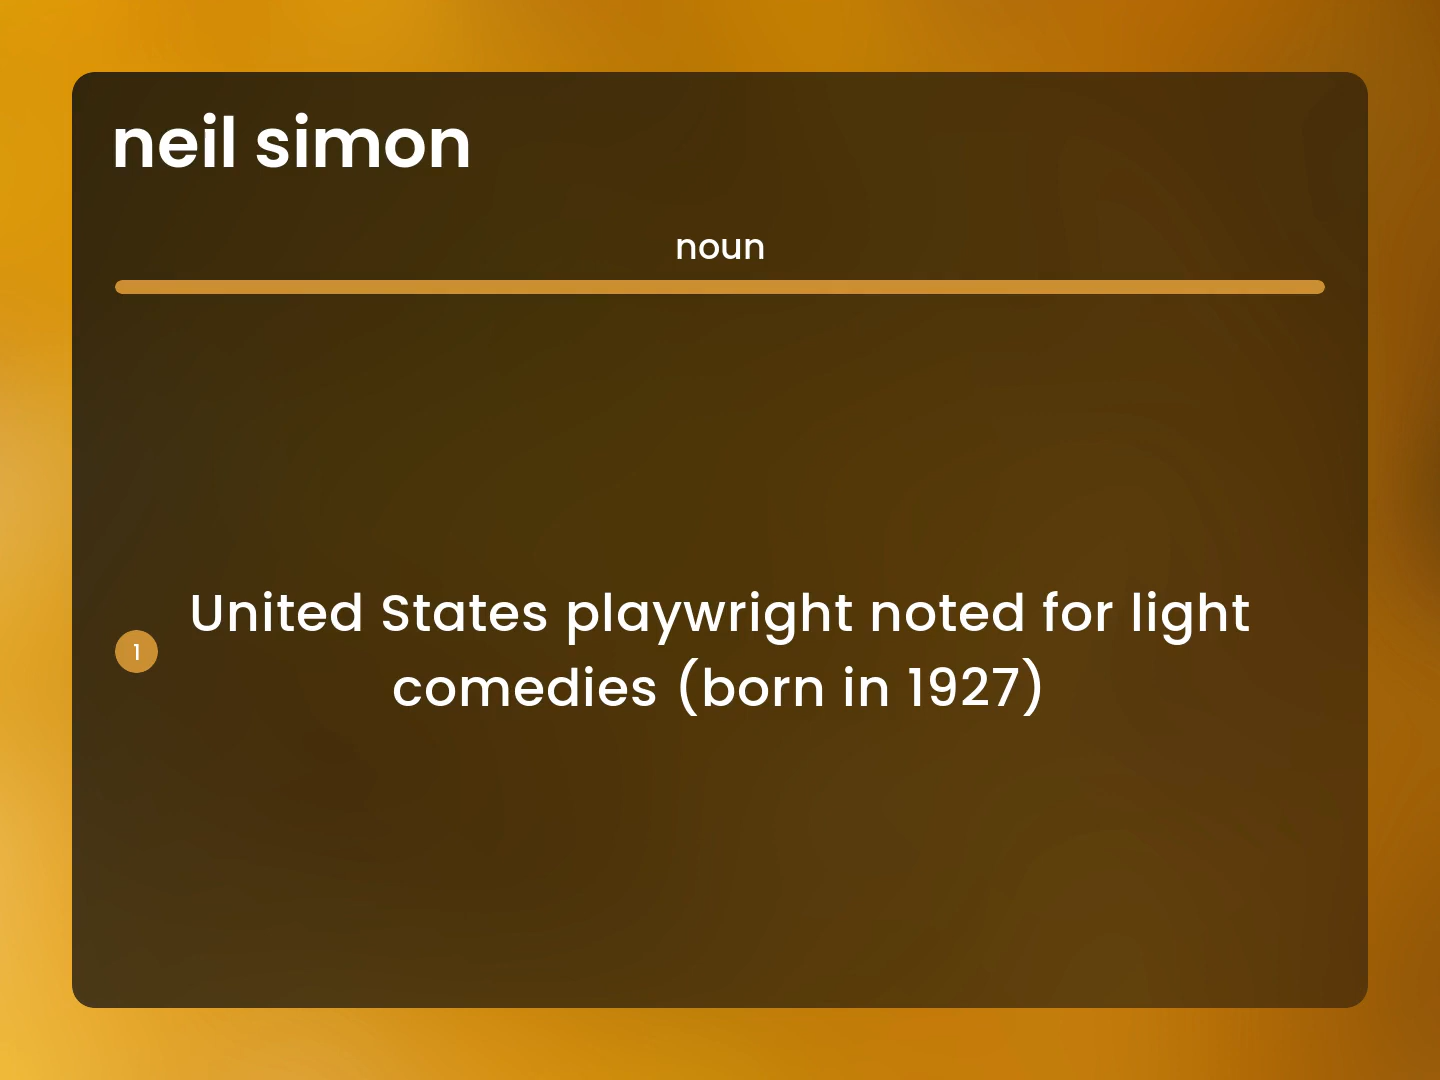 neil simon
noun
1
United States playwright noted for light
comedies (born in 1927)